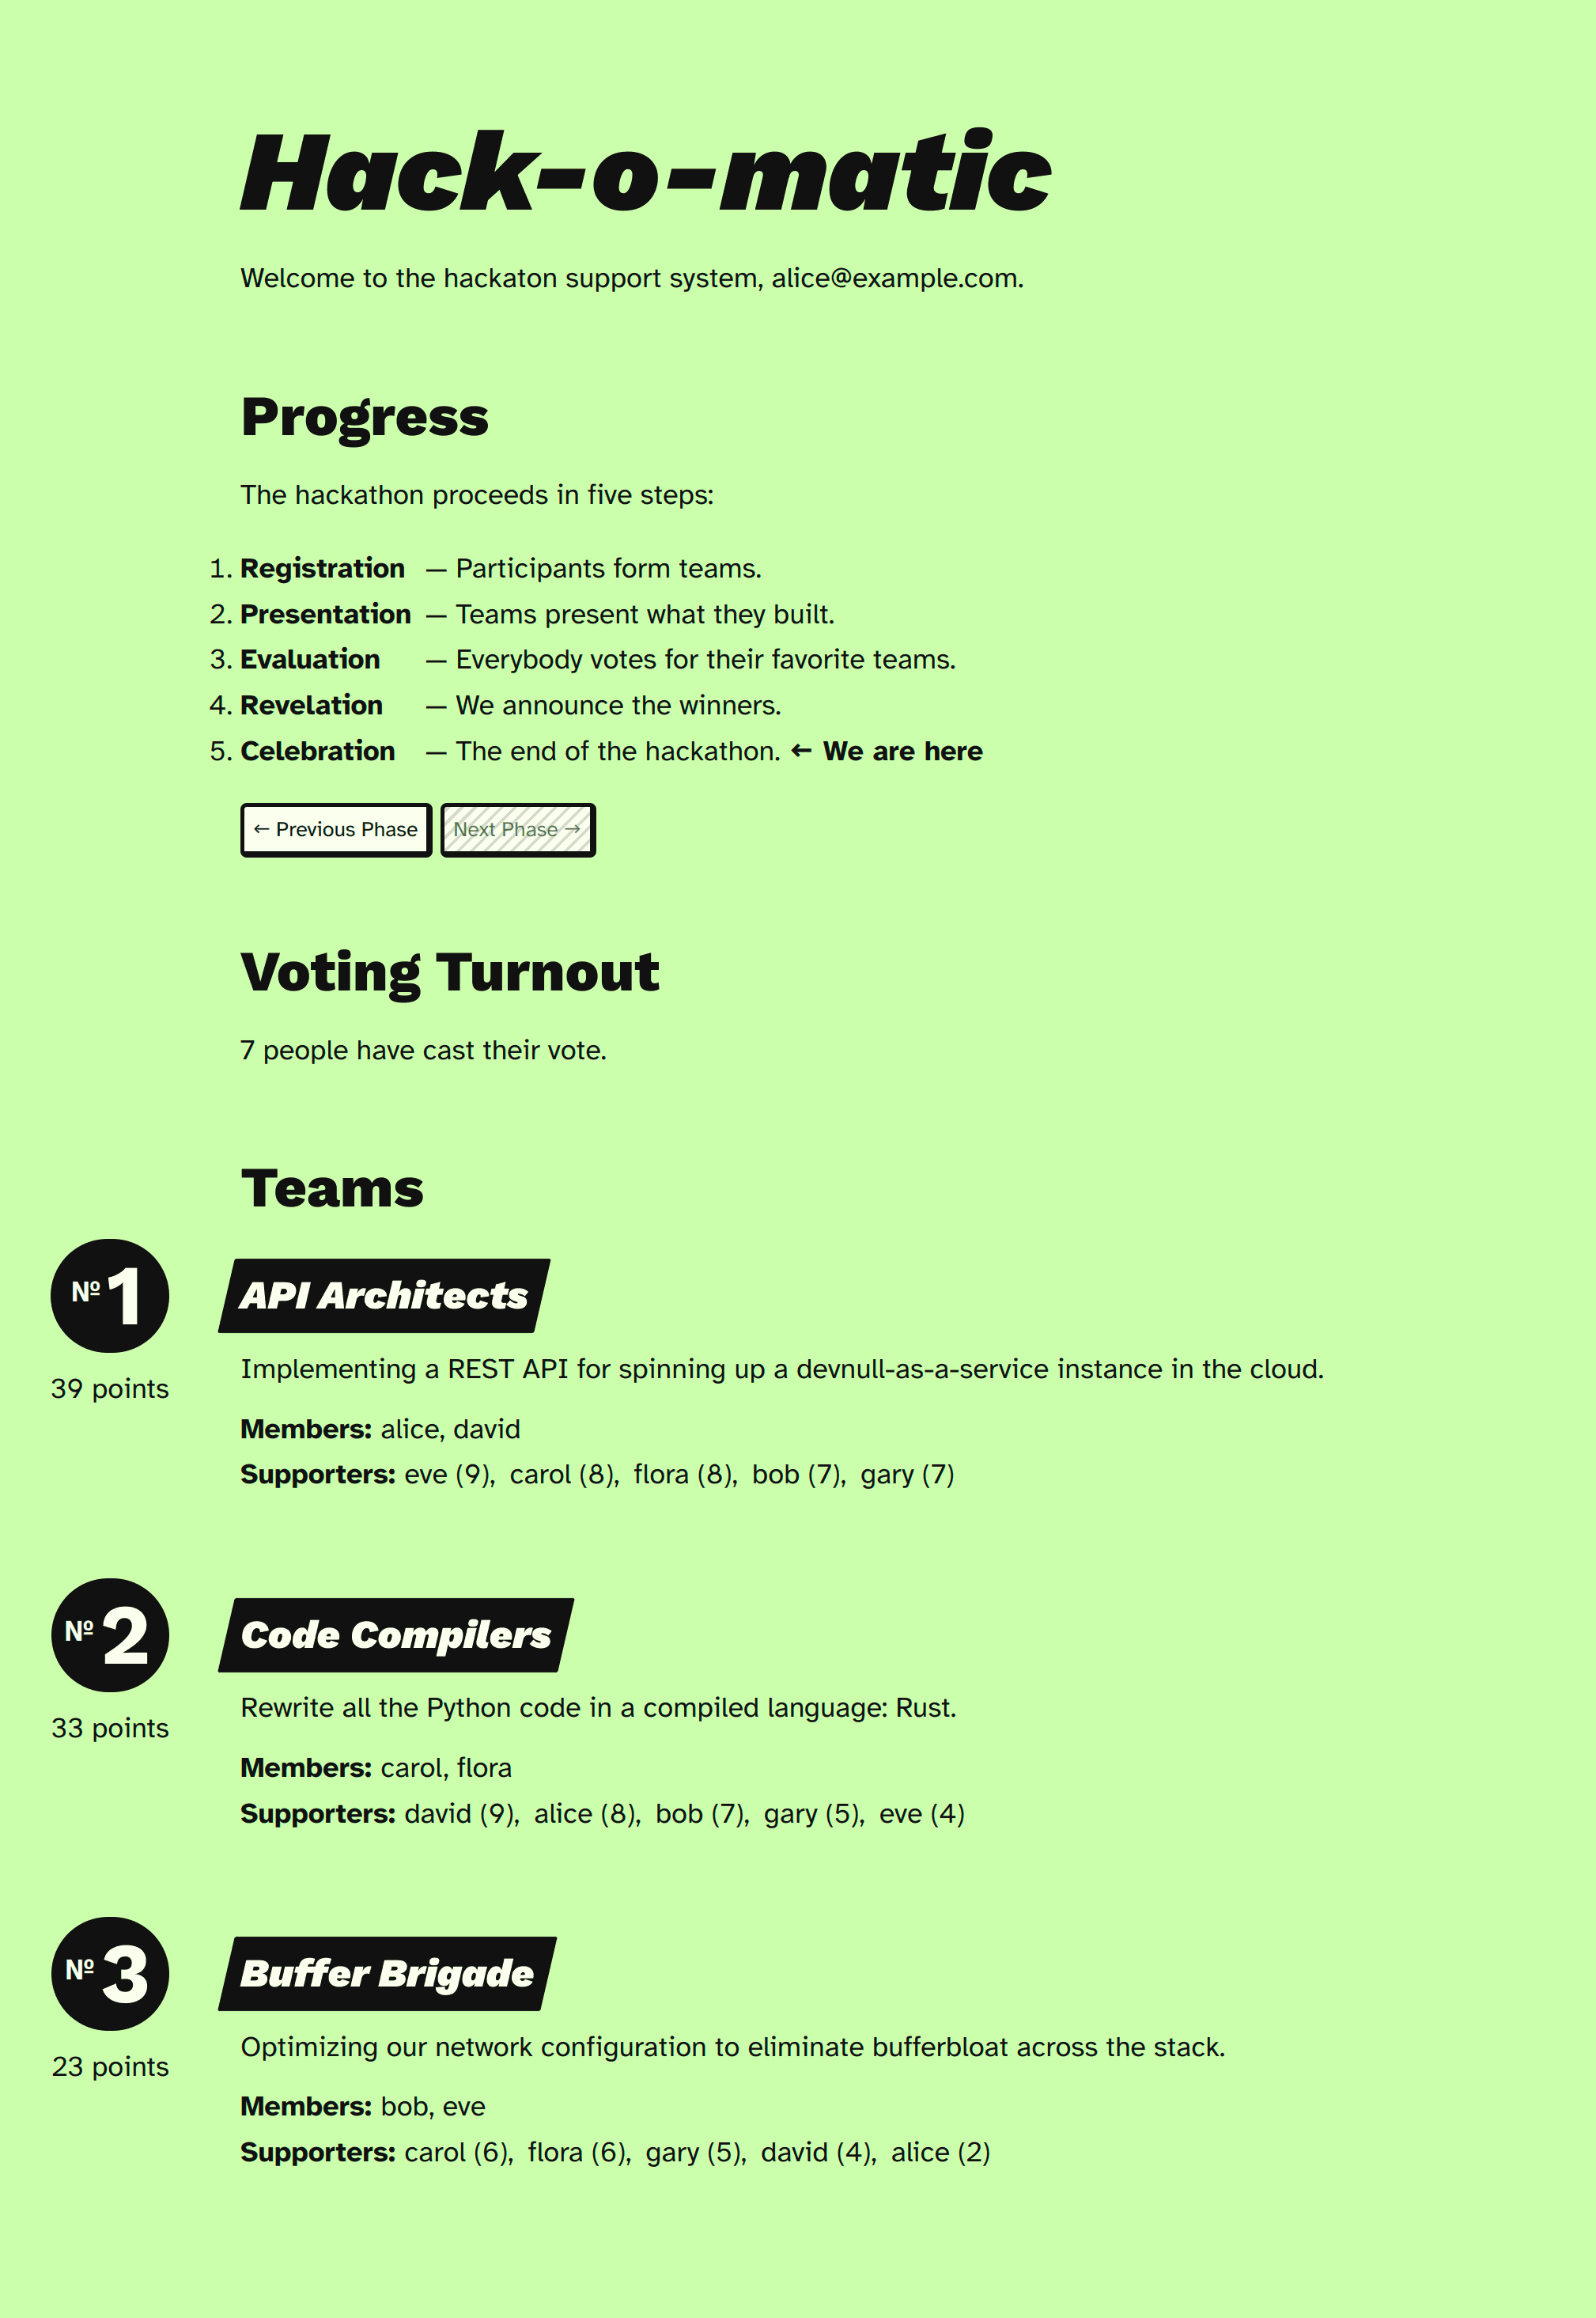 Hack-o-matic
Welcome to the hackaton support system, alice@example.com.
Progress
The hackathon proceeds in five steps:
1. Registration — Participants form teams.
2. Presentation — Teams present what they built.
3. Evaluation — Everybody votes for their favorite teams.
4. Revelation — We announce the winners.
5. Celebration — The end of the hackathon. ← We are here
← Previous Phase Next Phase →
Voting Turnout
7 people have cast their vote.
Teams
№1 API Architects
Implementing a REST API for spinning up a devnull-as-a-service instance in the cloud.
39 points
Members: alice, david
Supporters: eve (9), carol (8), flora (8), bob (7), gary (7)
№2 Code Compilers
Rewrite all the Python code in a compiled language: Rust.
33 points
Members: carol, flora
Supporters: david (9), alice (8), bob (7), gary (5), eve (4)
№3 Buffer Brigade
Optimizing our network configuration to eliminate bufferbloat across the stack.
23 points
Members: bob, eve
Supporters: carol (6), flora (6), gary (5), david (4), alice (2)